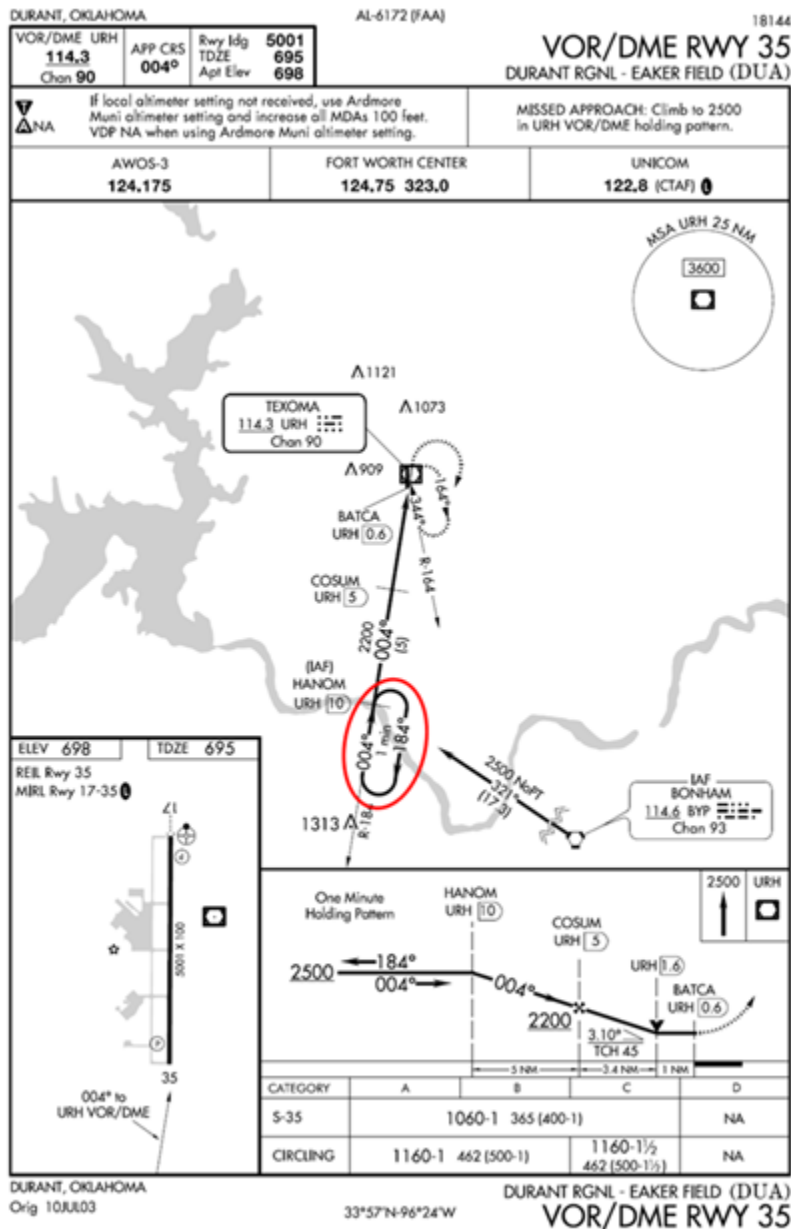 DURANT, OKLAHOMA
AL-6172 (FAA)
18144
VOR/DME URH
114.3
Chan 90
APP CRS
004°
Rwy ldg 5001
TDZE 695
Apt Elev 698
VOR/DME RWY 35
DURANT RGNL - EAKER FIELD (DUA)
T
A NA
If local altimeter setting not received, use Ardmore
Muni altimeter setting and increase all MDAs 100 feet.
VDP NA when using Ardmore Muni altimeter setting.
MISSED APPROACH: Climb to 2500
in URH VOR/DME holding pattern.
AWOS-3
124.175
FORT WORTH CENTER
124.75 323.0
UNICOM
122.8 (CTAF) L
MSA URH 25 NM
3600
1121
1073
TEXOMA
114.3 URH
Chan 90
909
164°
344°
BATCA
URH 0.6
R-164
COSUM
URH 5
2200
004°
(5)
(IAF)
HANOM
URH 10
004°
1 min
184°
1313
R-184
2500 NoPT
321°
(17.3)
IAF
BONHAM
114.6 BYP
Chan 93
ELEV 698
TDZE 695
REIL Rwy 35
MIRL Rwy 17-35 L
17
5001 X 100
P
35
004° to
URH VOR/DME
One Minute
Holding Pattern
HANOM
URH 10
COSUM
URH 5
2500
URH
URH 1.6
BATCA
URH 0.6
2500
184°
004°
004°
2200
3.10°
TCH 45
5 NM
3.4 NM
1 NM
CATEGORY A B C D
S-35 1060-1 365 (400-1) NA
CIRCLING 1160-1 462 (500-1) 1160-1½ 462 (500-1½) NA
DURANT, OKLAHOMA
Orig 10JUL03
33°57'N-96°24'W
DURANT RGNL - EAKER FIELD (DUA)
VOR/DME RWY 35